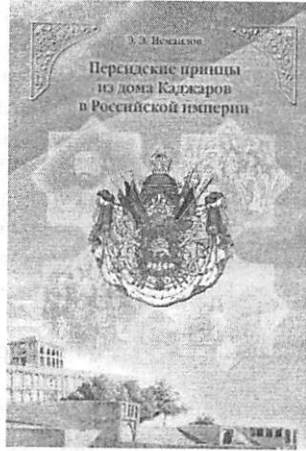 Э. Э. Исмаилов
Персидские принцы
из дома Каджаров
в Российской империи